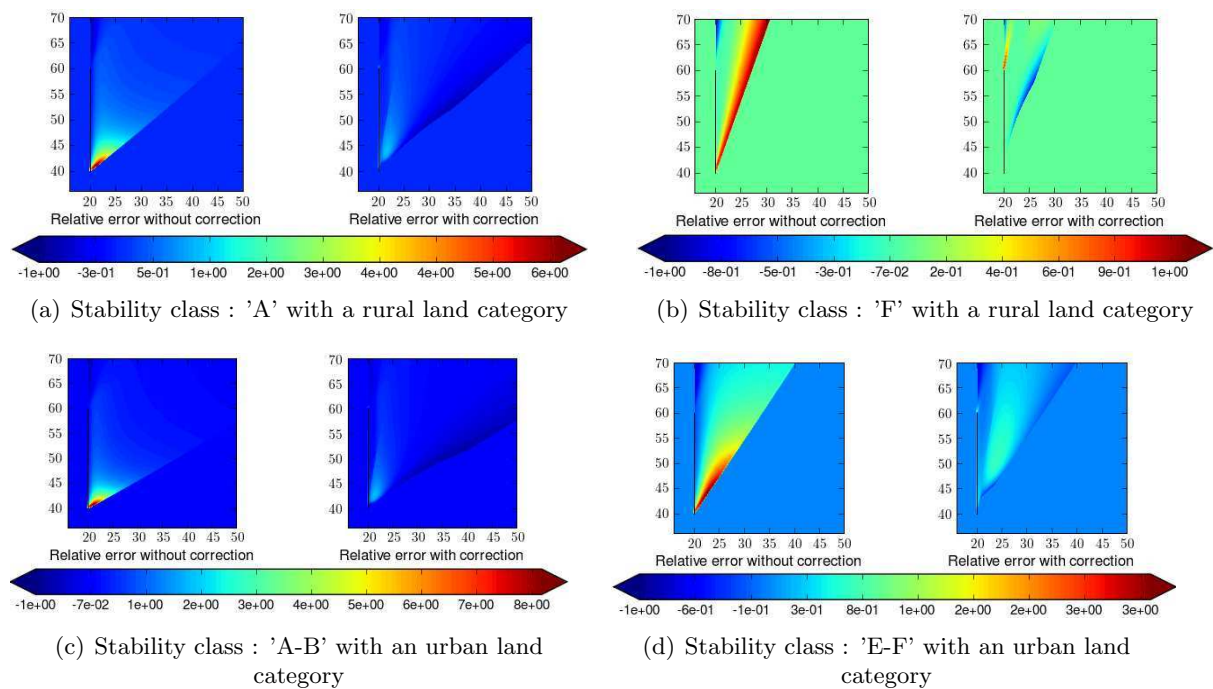 70
65
60
55
50
45
40
20 25 30 35 40 45 50
Relative error without correction
70
65
60
55
50
45
40
20 25 30 35 40 45 50
Relative error with correction
-1e+00 -3e-01 5e-01 1e+00 2e+00 3e+00 4e+00 4e+00 5e+00 6e+00
(a) Stability class : 'A' with a rural land category
70
65
60
55
50
45
40
20 25 30 35 40 45 50
Relative error without correction
70
65
60
55
50
45
40
20 25 30 35 40 45 50
Relative error with correction
-1e+00 -8e-01 -5e-01 -3e-01 -7e-02 2e-01 4e-01 6e-01 9e-01 1e+00
(b) Stability class : 'F' with a rural land category
70
65
60
55
50
45
40
20 25 30 35 40 45 50
Relative error without correction
70
65
60
55
50
45
40
20 25 30 35 40 45 50
Relative error with correction
-1e+00 -7e-02 1e+00 2e+00 3e+00 4e+00 5e+00 6e+00 7e+00 8e+00
(c) Stability class : 'A-B' with an urban land
category
70
65
60
55
50
45
40
20 25 30 35 40 45 50
Relative error without correction
70
65
60
55
50
45
40
20 25 30 35 40 45 50
Relative error with correction
-1e+00 -6e-01 -1e-01 3e-01 8e-01 1e+00 2e+00 2e+00 3e+00 3e+00
(d) Stability class : 'E-F' with an urban land
category